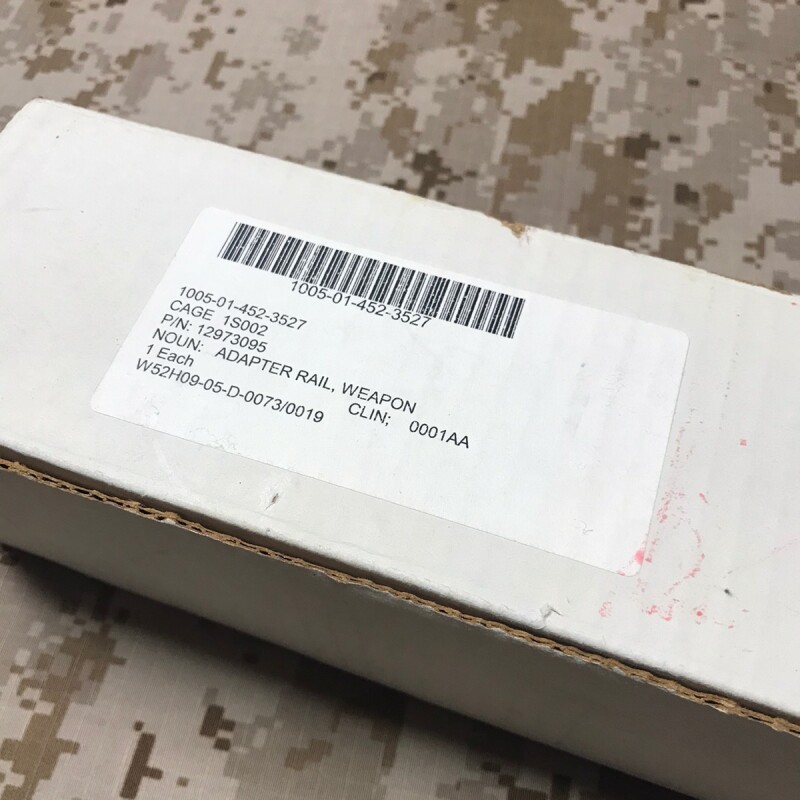 1005-01-452-3527
1005-01-452-3527
CAGE 1S002
P/N: 12973095
NOUN: ADAPTER RAIL, WEAPON
1 Each
W52H09-05-D-0073/0019 CLIN; 0001AA